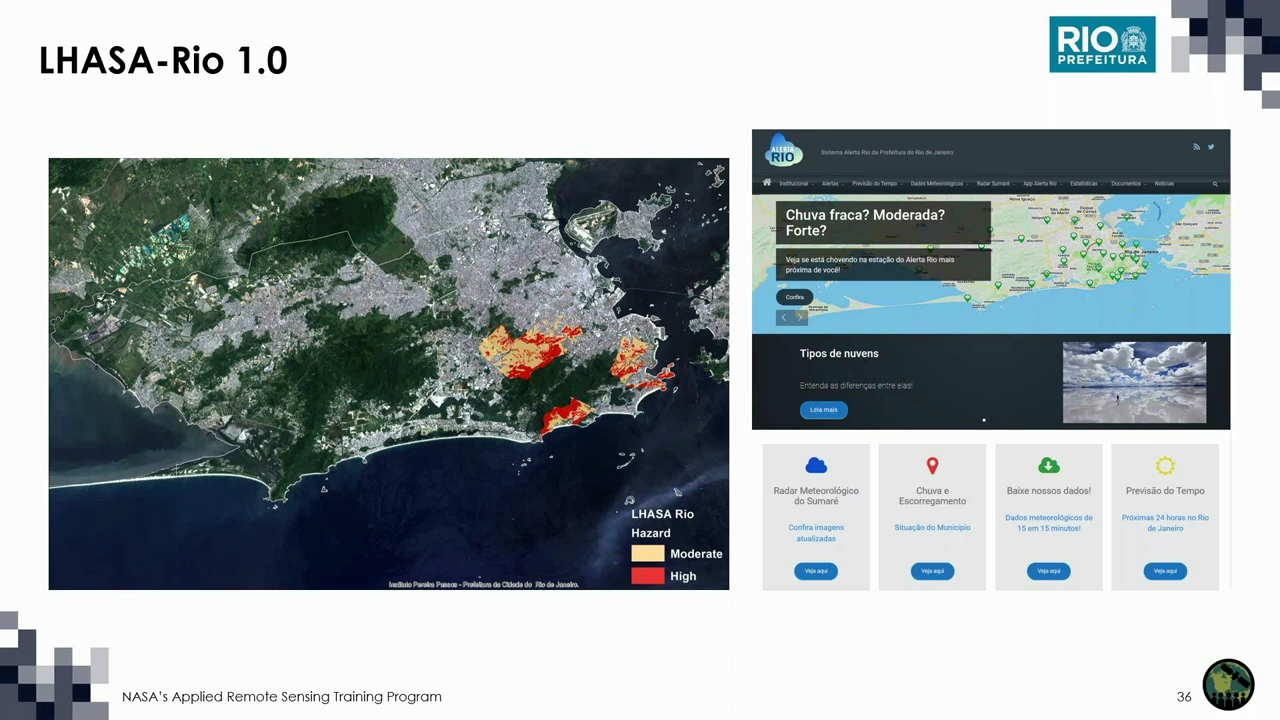 LHASA-Rio 1.0
RIO
PREFEITURA
LHASA Rio
Hazard
Moderate
High
Instituto Pereira Passos - Prefeitura da Cidade do Rio de Janeiro.
ALERTA
RIO
Sistema Alerta Rio da Prefeitura do Rio de Janeiro
Institucional
Alertas
Previsão do Tempo
Dados Meteorológicos
Radar Sumaré
App Alerta Rio
Estatísticas
Documentos
Notícias
Chuva fraca? Moderada?
Forte?
Veja se está chovendo na estação do Alerta Rio mais
próxima de você!
Confira
Tipos de nuvens
Entenda as diferenças entre elas!
Leia mais
Radar Meteorológico
do Sumaré
Confira imagens
atualizadas
Veja aqui
Chuva e
Escorregamento
Situação do Município
Veja aqui
Baixe nossos dados!
Dados meteorológicos de
15 em 15 minutos!
Veja aqui
Previsão do Tempo
Próximas 24 horas no Rio
de Janeiro
Veja aqui
NASA's Applied Remote Sensing Training Program
36